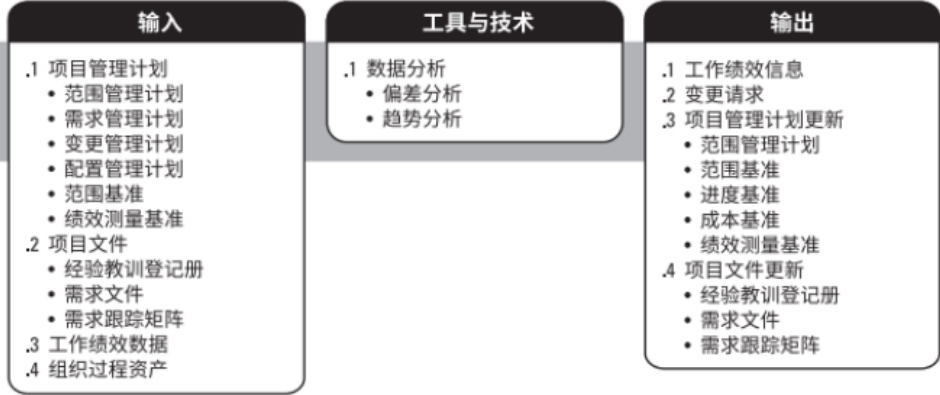 输入
.1 项目管理计划
• 范围管理计划
• 需求管理计划
• 变更管理计划
• 配置管理计划
• 范围基准
• 绩效测量基准
.2 项目文件
• 经验教训登记册
• 需求文件
• 需求跟踪矩阵
.3 工作绩效数据
.4 组织过程资产
工具与技术
.1 数据分析
• 偏差分析
• 趋势分析
输出
.1 工作绩效信息
.2 变更请求
.3 项目管理计划更新
• 范围管理计划
• 范围基准
• 进度基准
• 成本基准
• 绩效测量基准
.4 项目文件更新
• 经验教训登记册
• 需求文件
• 需求跟踪矩阵